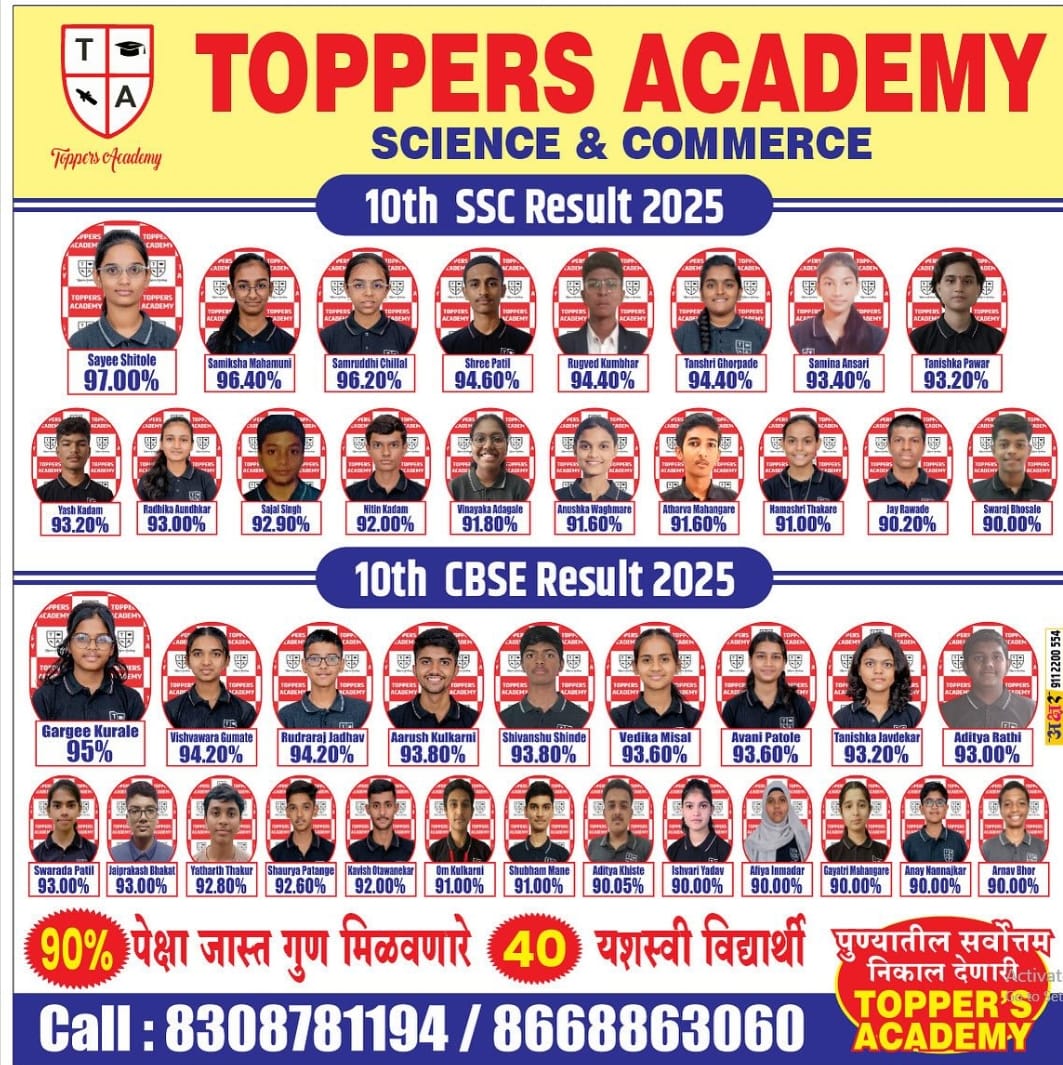 T A
Toppers Academy
TOPPERS ACADEMY
SCIENCE & COMMERCE
10th SSC Result 2025
Sayee Shitole
97.00%
Samiksha Mahamuni
96.40%
Samruddhi Chillal
96.20%
Shree Patil
94.60%
Rugved Kumbhar
94.40%
Tanshri Ghorpade
94.40%
Samina Ansari
93.40%
Tanishka Pawar
93.20%
Yash Kadam
93.20%
Radhika Aundhkar
93.00%
Sajal Singh
92.90%
Nitin Kadam
92.00%
Vinayaka Adagale
91.80%
Anushka Waghmare
91.60%
Atharva Mahangare
91.60%
Namashri Thakare
91.00%
Jay Rawade
90.20%
Swaraj Bhosale
90.00%
10th CBSE Result 2025
Gargee Kurale
95%
Vishvawara Gumate
94.20%
Rudraraj Jadhav
94.20%
Aarush Kulkarni
93.80%
Shivanshu Shinde
93.80%
Vedika Misal
93.60%
Avani Patole
93.60%
Tanishka Javdekar
93.20%
Aditya Rathi
93.00%
9112200 554
Swarada Patil
93.00%
Jaiprakash Bhakat
93.00%
Yatharth Thakur
92.80%
Shaurya Patange
92.60%
Kavish Otawanekar
92.00%
Om Kulkarni
91.00%
Shubham Mane
91.00%
Aditya Khiste
90.05%
Ishvari Yadav
90.00%
Afiya Inamdar
90.00%
Gayatri Mahangare
90.00%
Anay Nannajkar
90.00%
Arnav Bhor
90.00%
90% पेक्षा जास्त गुण मिळवणारे 40 यशस्वी विद्यार्थी
पुण्यातील सर्वोत्तम
निकाल देणारी
TOPPER'S
ACADEMY
Activat
Go to Set
Call : 8308781194 / 8668863060